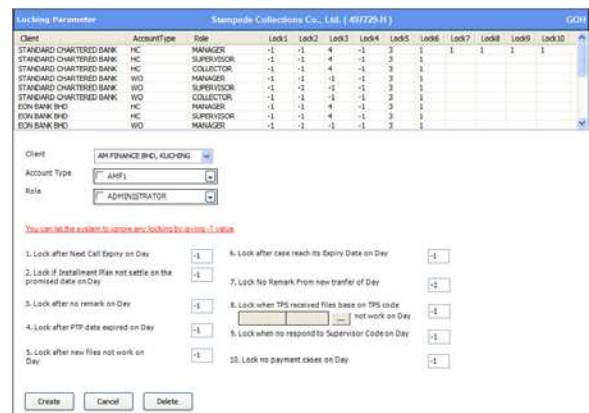 Locking Parameter Stampede Collections Co., Ltd. ( 497725-H ) GOH
Client AccountType Role Lock1 Lock2 Lock3 Lock4 Lock5 Lock6 Lock7 Lock8 Lock9 Lock10
STANDARD CHARTERED BANK HC MANAGER -1 -1 4 -1 3 1 1 1 1 1
STANDARD CHARTERED BANK HC SUPERVISOR -1 -1 4 -1 3 1
STANDARD CHARTERED BANK HC COLLECTOR -1 -1 4 -1 3 1
STANDARD CHARTERED BANK WO MANAGER -1 -1 -1 -1 3 1
STANDARD CHARTERED BANK WO SUPERVISOR -1 -1 -1 -1 3 1
STANDARD CHARTERED BANK WO COLLECTOR -1 -1 -1 -1 3 1
EON BANK BHD HC MANAGER -1 -1 4 -1 3 1
EON BANK BHD HC SUPERVISOR -1 -1 4 -1 3 1
EON BANK BHD WO MANAGER -1 -1 -1 -1 3 1
Client AM FINANCE BHD, KUCHING
Account Type AMF1
Role ADMINISTRATOR
You can let the system to ignore any locking by giving -1 value
1. Lock after Next Call Expiry on Day -1
2. Lock if Installment Plan not settle on the promised date on Day -1
3. Lock after no remark on Day -1
4. Lock after PTP date expired on Day -1
5. Lock after new files not work on Day -1
6. Lock after case reach its Expiry Date on Day -1
7. Lock No Remark From new tranfer of Day -1
8. Lock when TPS received files base on TPS code ... not work on Day -1
9. Lock when no respond to Supervisor Code on Day -1
10. Lock no payment cases on Day -1
Create Cancel Delete